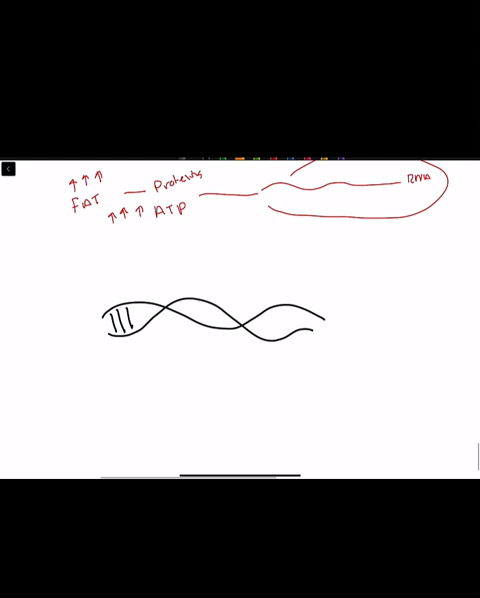 ↑ ↑ ↑
FAT — Proteins
↑ ↑ ↑ ATP
RNA